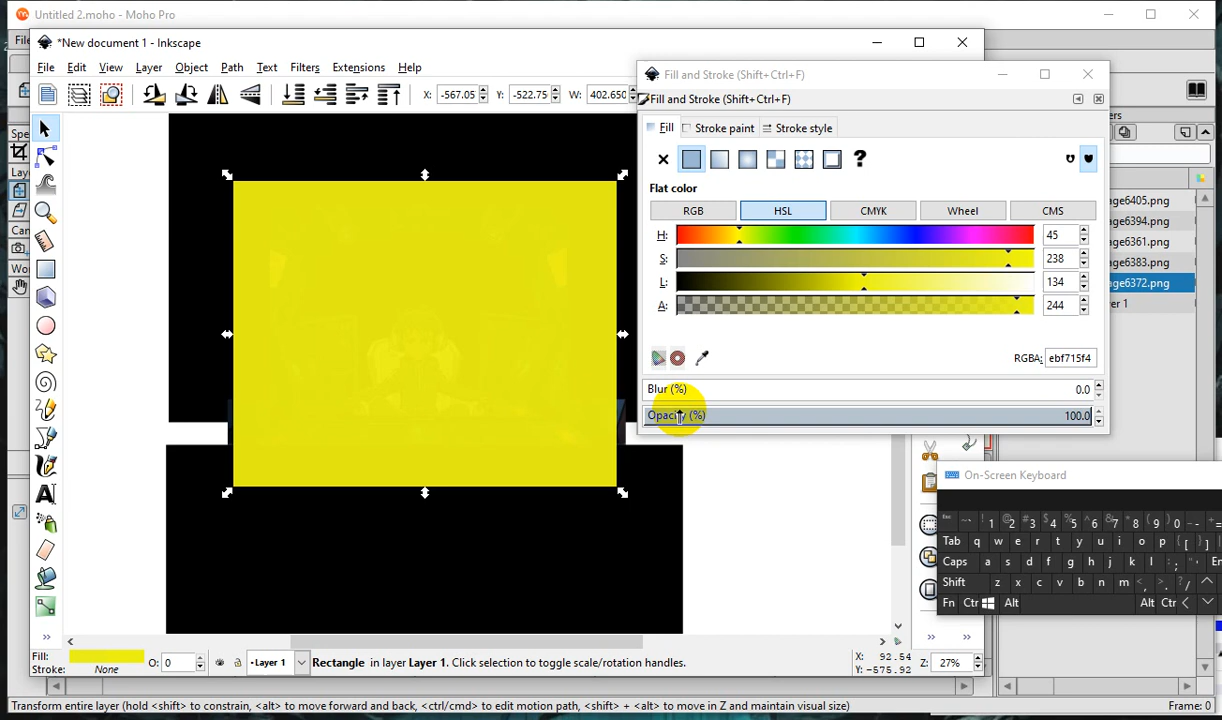 Untitled 2.moho - Moho Pro
*New document 1 - Inkscape
File Edit View Layer Object Path Text Filters Extensions Help
X: -567.05 Y: -522.75 W: 402.650
Fill and Stroke (Shift+Ctrl+F)
Fill and Stroke (Shift+Ctrl+F)
Fill Stroke paint Stroke style
Flat color
RGB HSL CMYK Wheel CMS
H: 45
S: 238
L: 134
A: 244
RGBA: ebf715f4
Blur (%) 0.0
Opacity (%) 100.0
age6405.png
age6394.png
age6361.png
age6383.png
age6372.png
er 1
On-Screen Keyboard
Tab q w e r t y u i o p
Caps a s d f g h j k l
Shift z x c v b n m
Fn Ctr Alt Alt Ctr
Fill:
Stroke: None
O: 0
Layer 1
Rectangle in layer Layer 1. Click selection to toggle scale/rotation handles.
X: 92.54
Y: -575.92
Z: 27%
Transform entire layer (hold <shift> to constrain, <alt> to move forward and back, <ctrl/cmd> to edit motion path, <shift> + <alt> to move in Z and maintain visual size)
Frame: 0